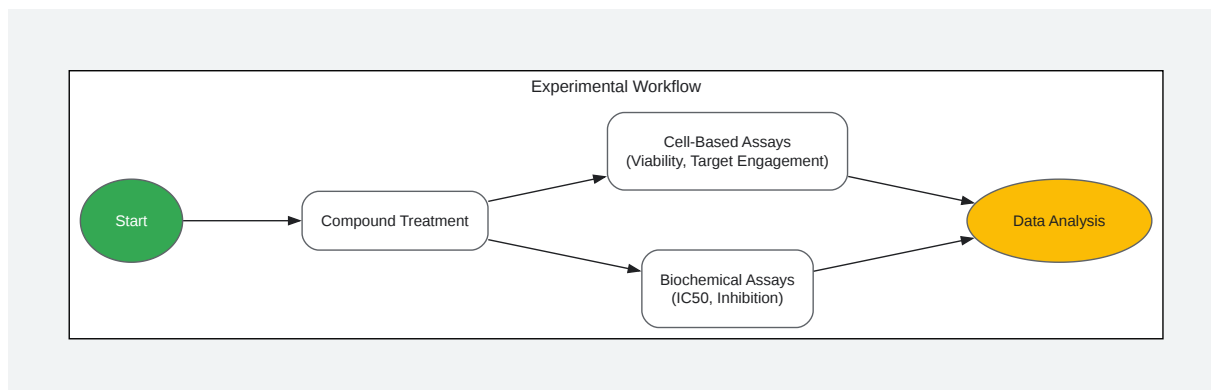 Experimental Workflow
Start
Compound Treatment
Cell-Based Assays
(Viability, Target Engagement)
Biochemical Assays
(IC50, Inhibition)
Data Analysis